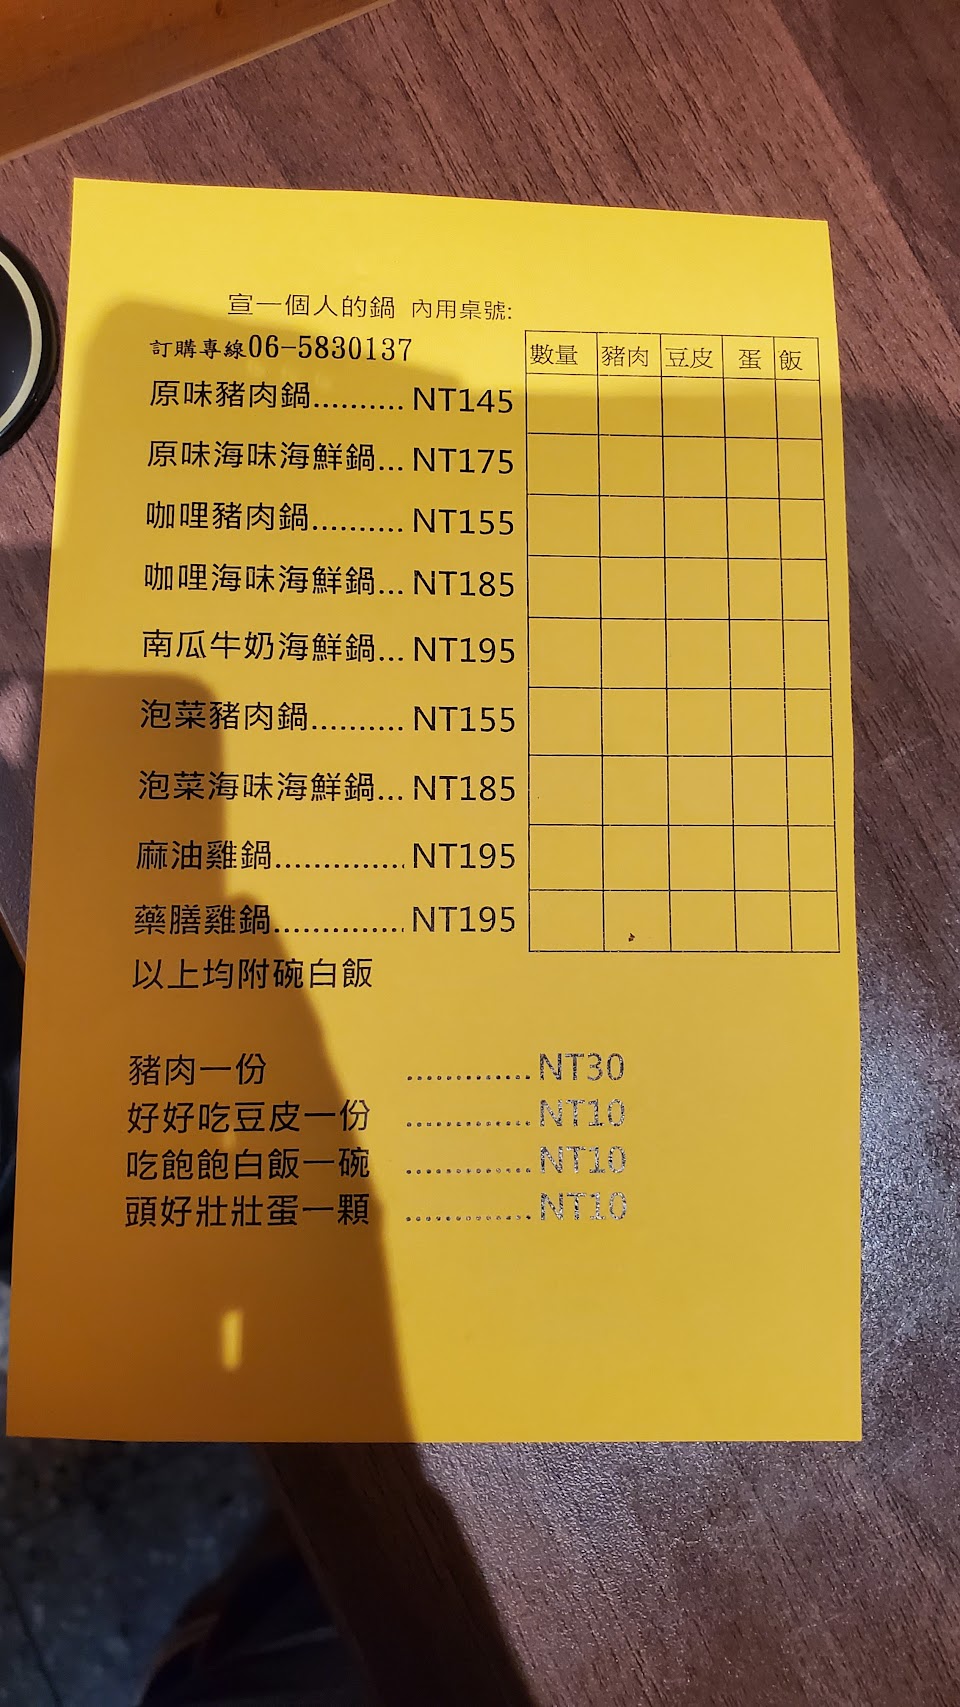 宣一個人的鍋 內用桌號:
訂購專線06-5830137
數量 豬肉 豆皮 蛋 飯
原味豬肉鍋.......... NT145
原味海味海鮮鍋... NT175
咖哩豬肉鍋.......... NT155
咖哩海味海鮮鍋... NT185
南瓜牛奶海鮮鍋... NT195
泡菜豬肉鍋.......... NT155
泡菜海味海鮮鍋... NT185
麻油雞鍋.............. NT195
藥膳雞鍋.............. NT195
以上均附碗白飯
豬肉一份 ............. NT30
好好吃豆皮一份 ............. NT10
吃飽飽白飯一碗 ............. NT10
頭好壯壯蛋一顆 ............. NT10